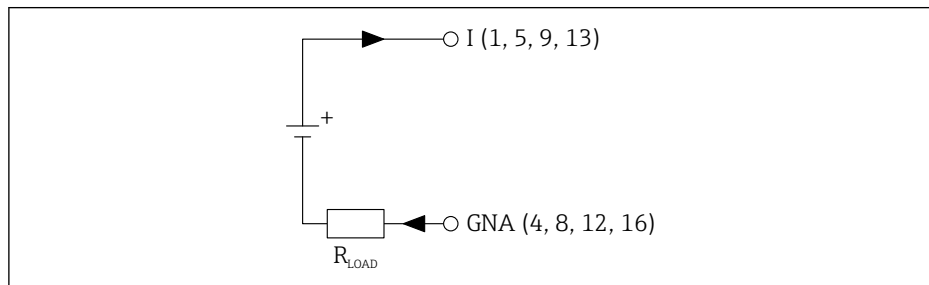 I (1, 5, 9, 13)
+
GNA (4, 8, 12, 16)
RLOAD